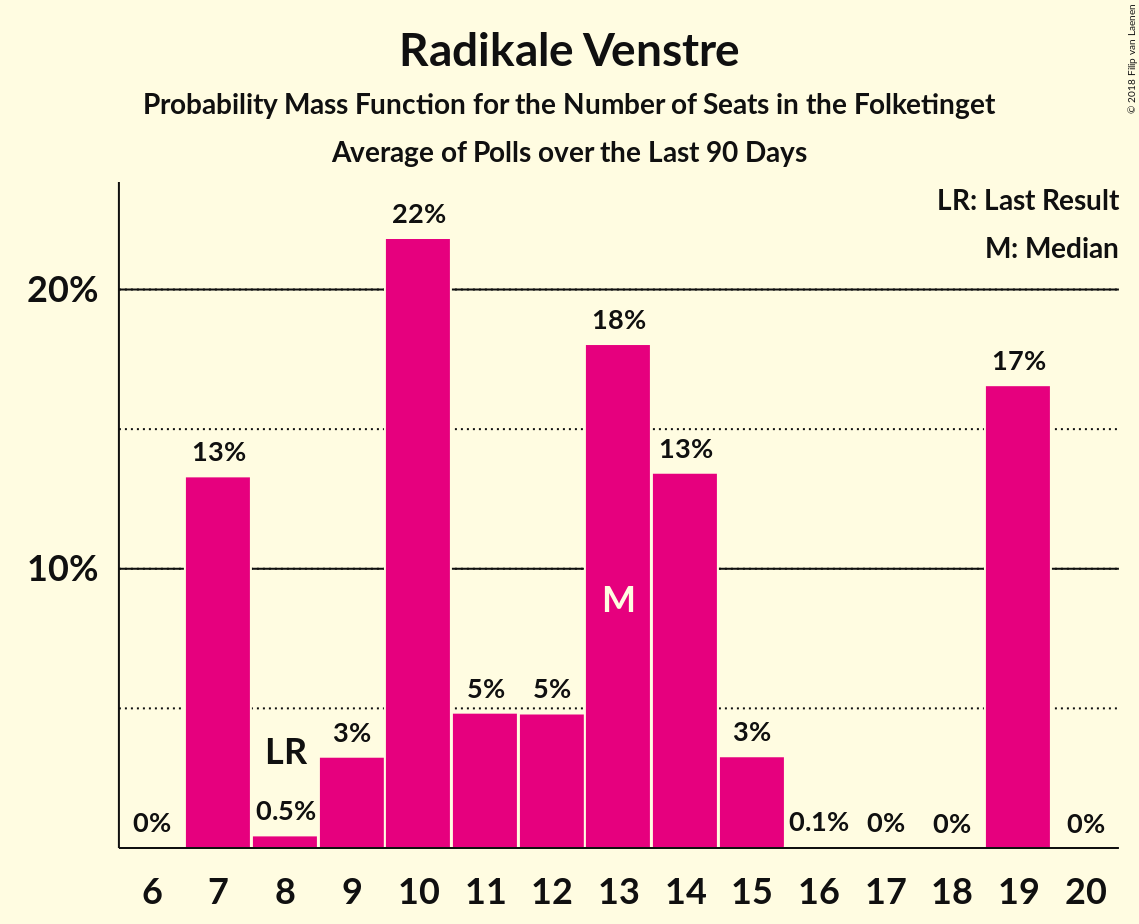 Radikale Venstre
Probability Mass Function for the Number of Seats in the Folketinget
Average of Polls over the Last 90 Days
© 2018 Filip van Laenen
LR: Last Result
M: Median
20%
10%
0%
13%
LR
0.5%
3%
22%
5%
5%
18%
M
13%
3%
0.1%
0%
0%
17%
0%
6 7 8 9 10 11 12 13 14 15 16 17 18 19 20